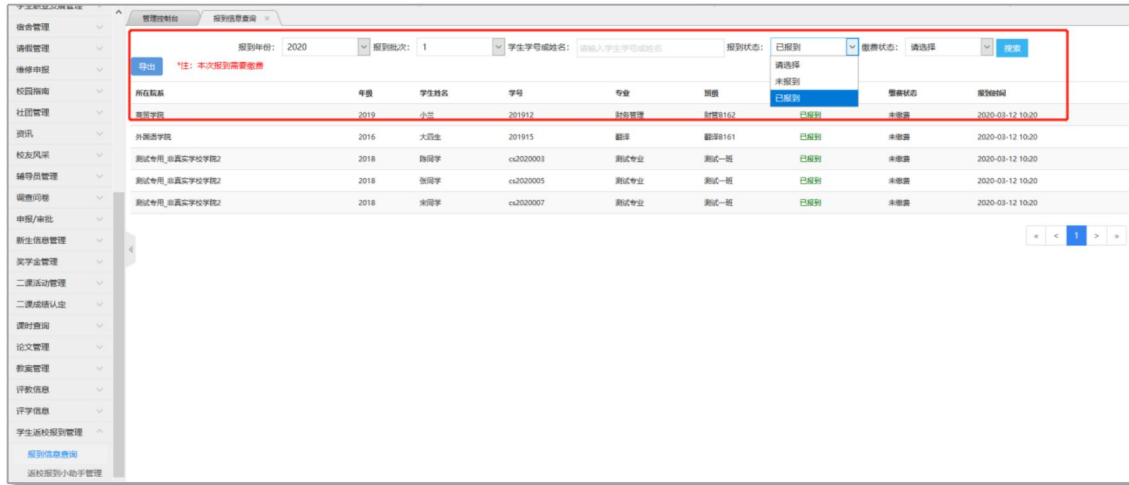 学生职业发展管理
宿舍管理
请假管理
维修申报
校园指南
社团管理
资讯
校友风采
辅导员管理
调查问卷
申报/审批
新生信息管理
奖学金管理
二课活动管理
二课成绩认定
课时查询
论文管理
教案管理
评教信息
评学信息
学生返校报到管理
报到信息查询
返校报到小助手管理
管理控制台 报到信息查询 ×
报到年份: 2020 报到批次: 1 学生学号或姓名: 请输入学生学号或姓名 报到状态: 已报到 缴费状态: 请选择 搜索
请选择
未报到
已报到
导出 *注: 本次报到需要缴费
所在院系 年级 学生姓名 学号 专业 班级 缴费状态 报到时间
商贸学院 2019 小兰 201912 财务管理 财管B162 已报到 未缴费 2020-03-12 10:20
外国语学院 2016 大四生 201915 翻译 翻译B161 已报到 未缴费 2020-03-12 10:20
测试专用_非真实学校学院2 2018 陈同学 cs2020003 测试专业 测试一班 已报到 未缴费 2020-03-12 10:20
测试专用_非真实学校学院2 2018 张同学 cs2020005 测试专业 测试一班 已报到 未缴费 2020-03-12 10:20
测试专用_非真实学校学院2 2018 宋同学 cs2020007 测试专业 测试一班 已报到 未缴费 2020-03-12 10:20
« < 1 > »